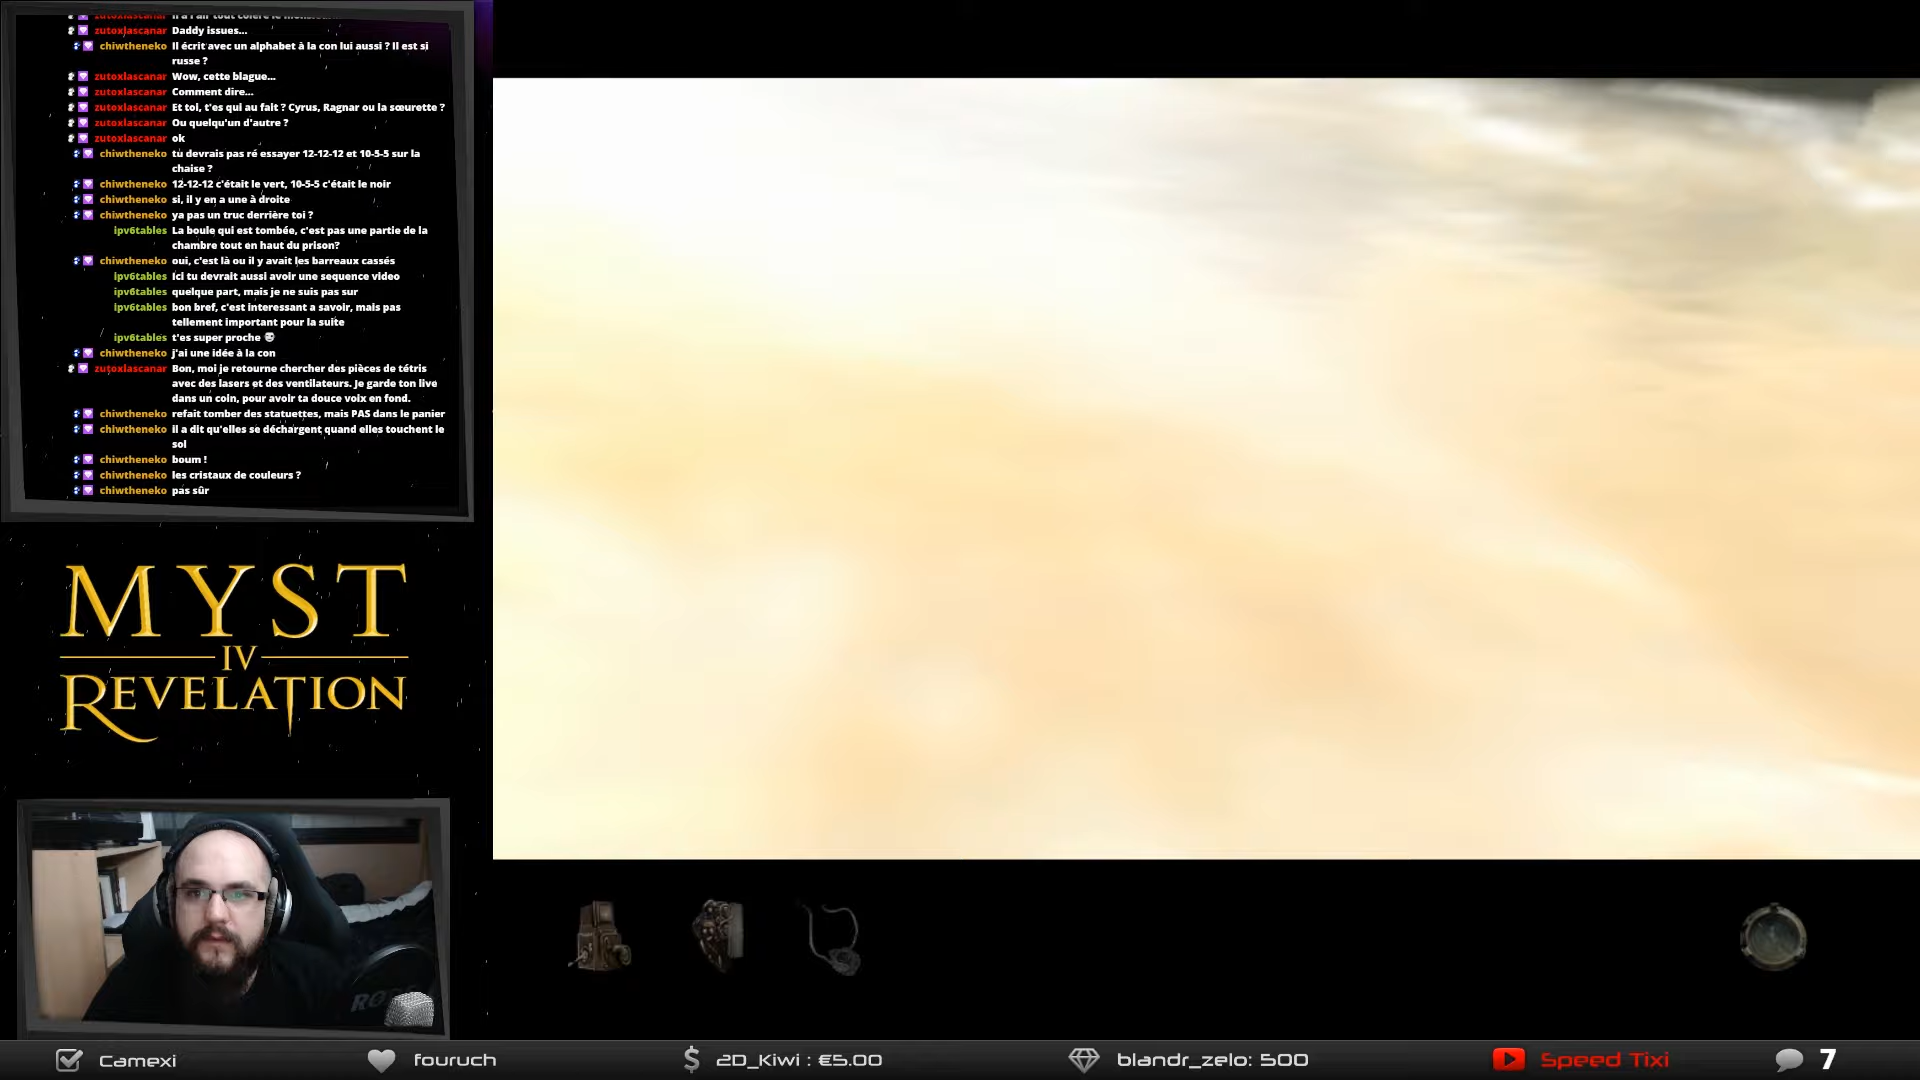 zutoxlascanar Daddy issues...
chiwtheneko Il écrit avec un alphabet à la con lui aussi ? Il est si
russe ?
zutoxlascanar Wow, cette blague...
zutoxlascanar Comment dire...
zutoxlascanar Et toi, t'es qui au fait ? Cyrus, Ragnar ou la sœurette ?
zutoxlascanar Ou quelqu'un d'autre ?
zutoxlascanar ok
chiwtheneko tu devrais pas ré essayer 12-12-12 et 10-5-5 sur la
chaise ?
chiwtheneko 12-12-12 c'était le vert, 10-5-5 c'était le noir
chiwtheneko si, il y en a une à droite
chiwtheneko ya pas un truc derrière toi ?
ipv6tables La boule qui est tombée, c'est pas une partie de la
chambre tout en haut du prison?
chiwtheneko oui, c'est là ou il y avait les barreaux cassés
ipv6tables Ici tu devrait aussi avoir une sequence video
ipv6tables quelque part, mais je ne suis pas sur
ipv6tables bon bref, c'est interessant a savoir, mais pas
tellement important pour la suite
ipv6tables t'es super proche
chiwtheneko j'ai une idée à la con
zutoxlascanar Bon, moi je retourne chercher des pièces de tétris
avec des lasers et des ventilateurs. Je garde ton live
dans un coin, pour avoir ta douce voix en fond.
chiwtheneko refait tomber des statuettes, mais PAS dans le panier
chiwtheneko il a dit qu'elles se déchargent quand elles touchent le
sol
chiwtheneko boum !
chiwtheneko les cristaux de couleurs ?
chiwtheneko pas sûr
MYST
IV
REVELATION
Camexi fouruch $ 2D_Kiwi : €5.00 blandr_zelo: 500 Speed Tixi 7